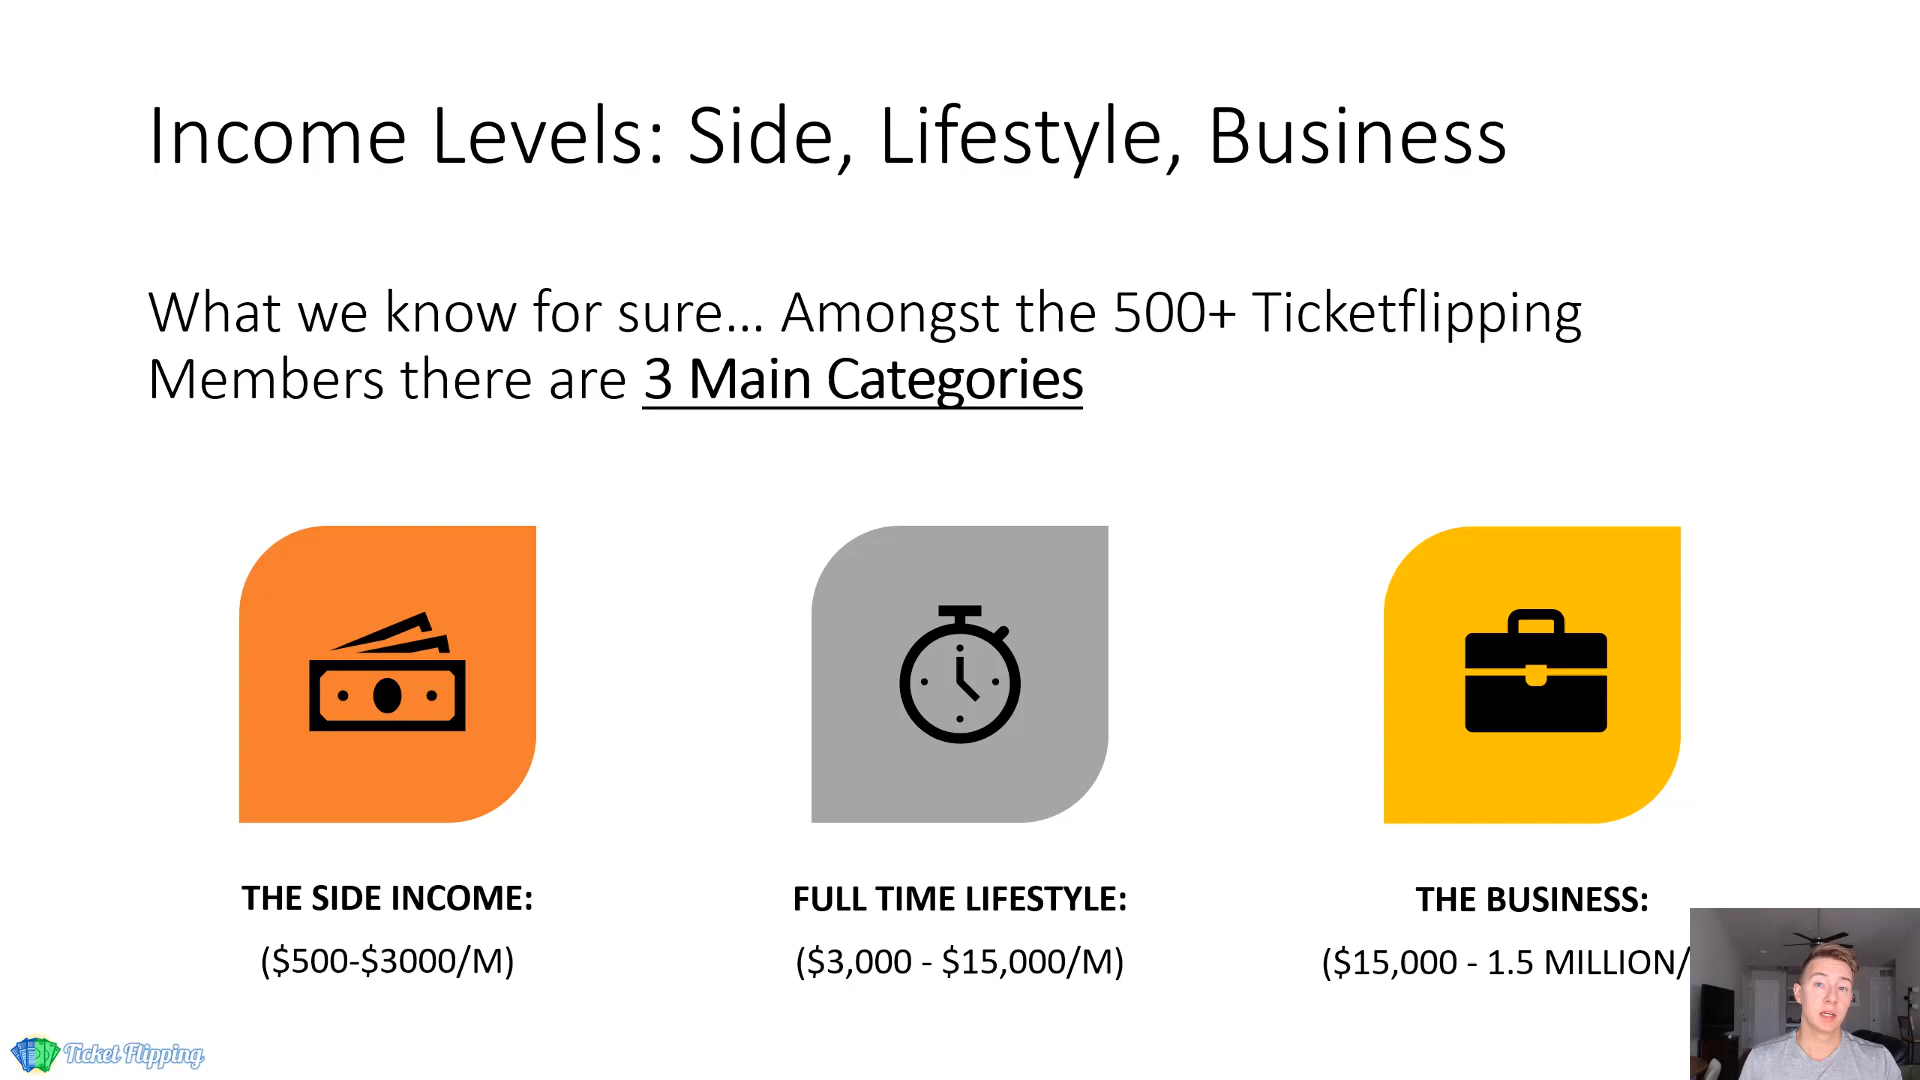 Income Levels: Side, Lifestyle, Business
What we know for sure... Amongst the 500+ Ticketflipping
Members there are 3 Main Categories
THE SIDE INCOME:
($500-$3000/M)
FULL TIME LIFESTYLE:
($3,000 - $15,000/M)
THE BUSINESS:
($15,000 - 1.5 MILLION/
Ticket Flipping